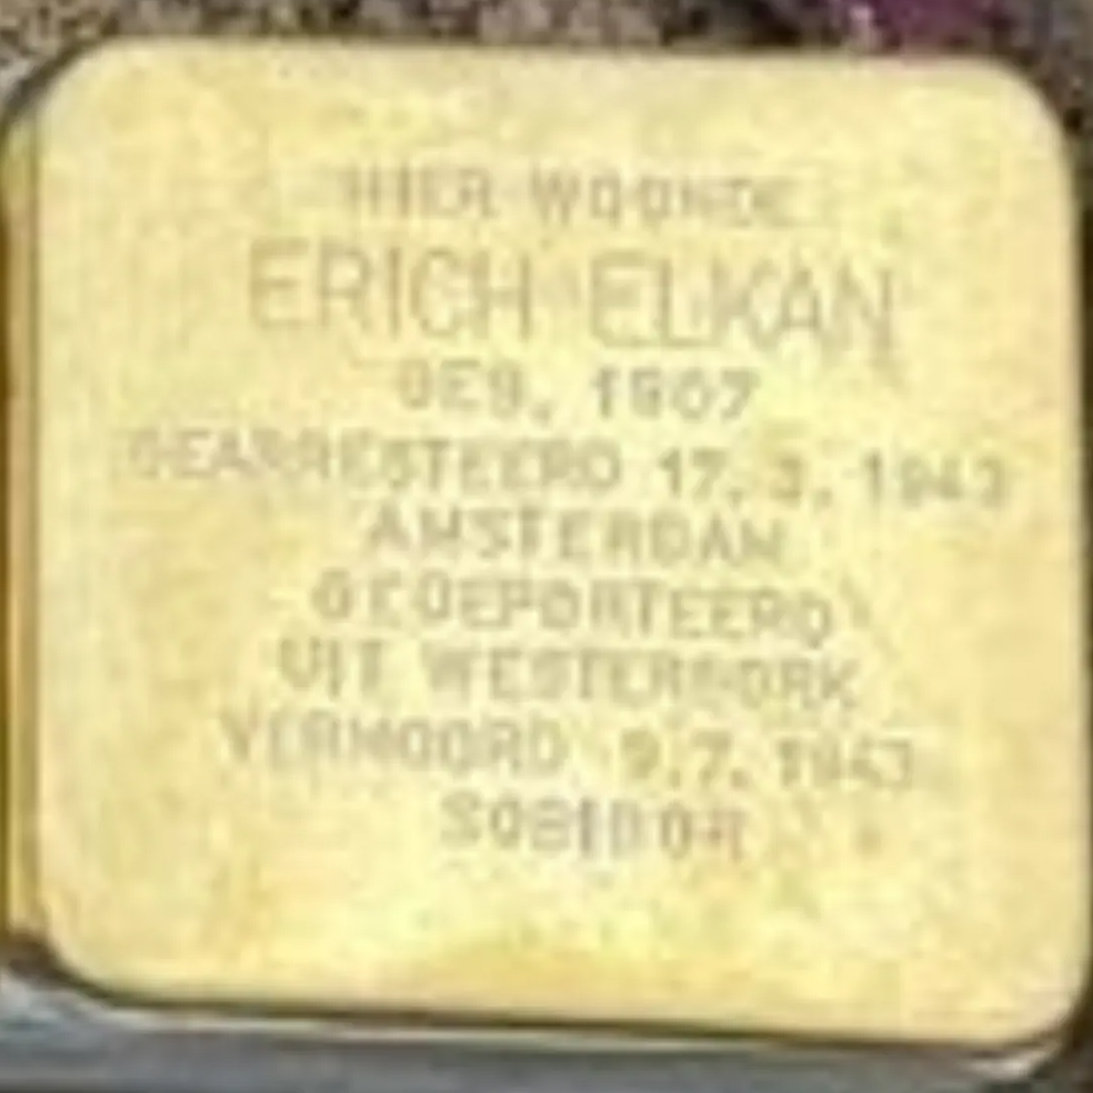 HIER WOONDE
ERICH ELKAN
GEB. 1907
GEARRESTEERD 17.3.1943
AMSTERDAM
GEDEPORTEERD
UIT WESTERBORK
VERMOORD 9.7.1943
SOBIBOR